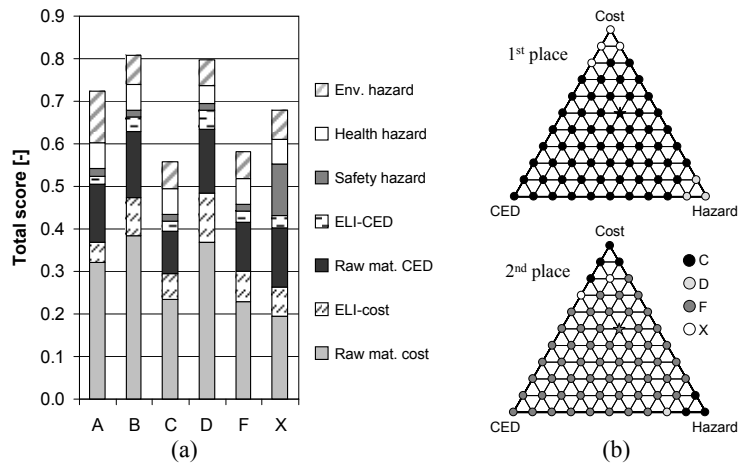 Total score [-]
0.9
0.8
0.7
0.6
0.5
0.4
0.3
0.2
0.1
0.0
A B C D F X
Env. hazard
Health hazard
Safety hazard
ELI-CED
Raw mat. CED
ELI-cost
Raw mat. cost
(a)
Cost
1st place
CED Hazard
Cost
2nd place
C
D
F
X
CED Hazard
(b)